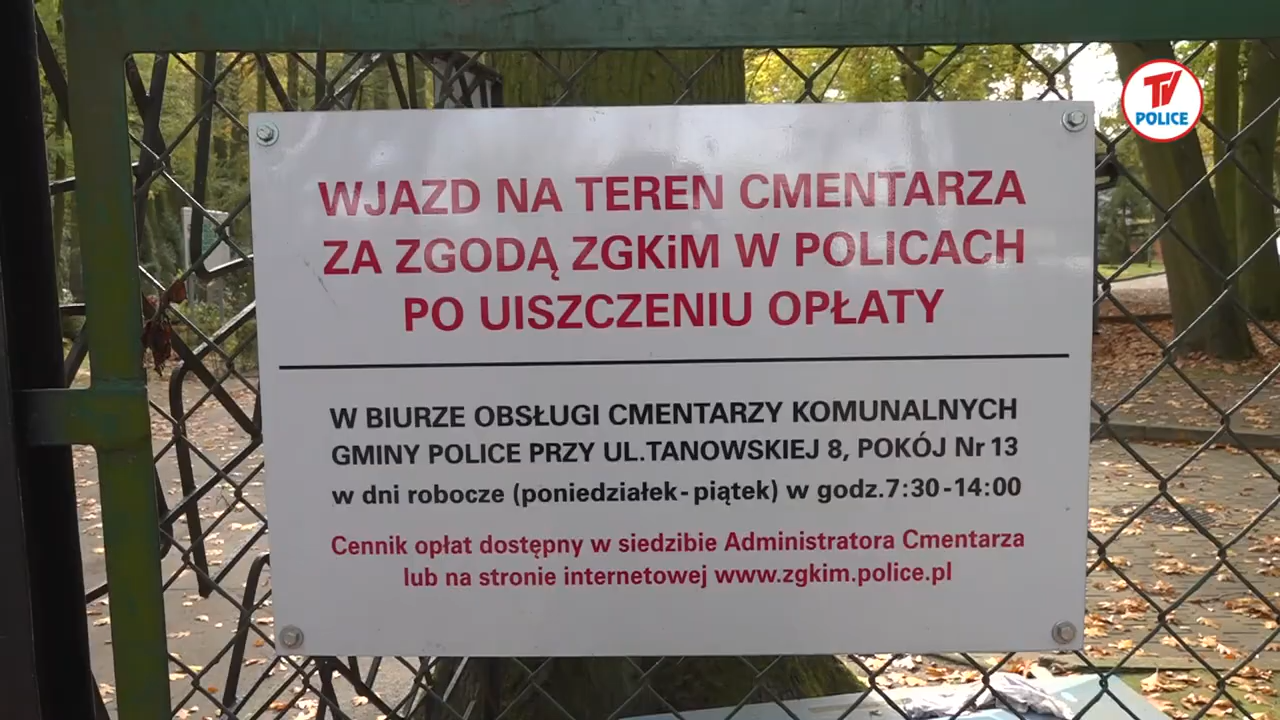 TV
POLICE
WJAZD NA TEREN CMENTARZA
ZA ZGODĄ ZGKiM W POLICACH
PO UISZCZENIU OPŁATY
W BIURZE OBSŁUGI CMENTARZY KOMUNALNYCH
GMINY POLICE PRZY UL.TANOWSKIEJ 8, POKÓJ Nr 13
w dni robocze (poniedziałek-piątek) w godz.7:30-14:00
Cennik opłat dostępny w siedzibie Administratora Cmentarza
lub na stronie internetowej www.zgkim.police.pl